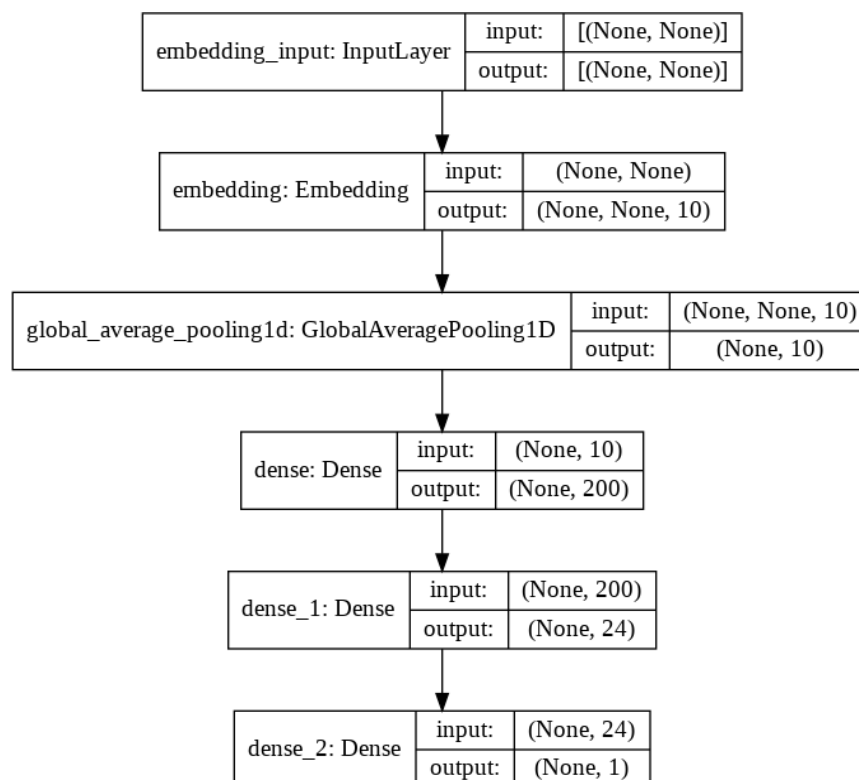 embedding_input: InputLayer
input: [(None, None)]
output: [(None, None)]
embedding: Embedding
input: (None, None)
output: (None, None, 10)
global_average_pooling1d: GlobalAveragePooling1D
input: (None, None, 10)
output: (None, 10)
dense: Dense
input: (None, 10)
output: (None, 200)
dense_1: Dense
input: (None, 200)
output: (None, 24)
dense_2: Dense
input: (None, 24)
output: (None, 1)